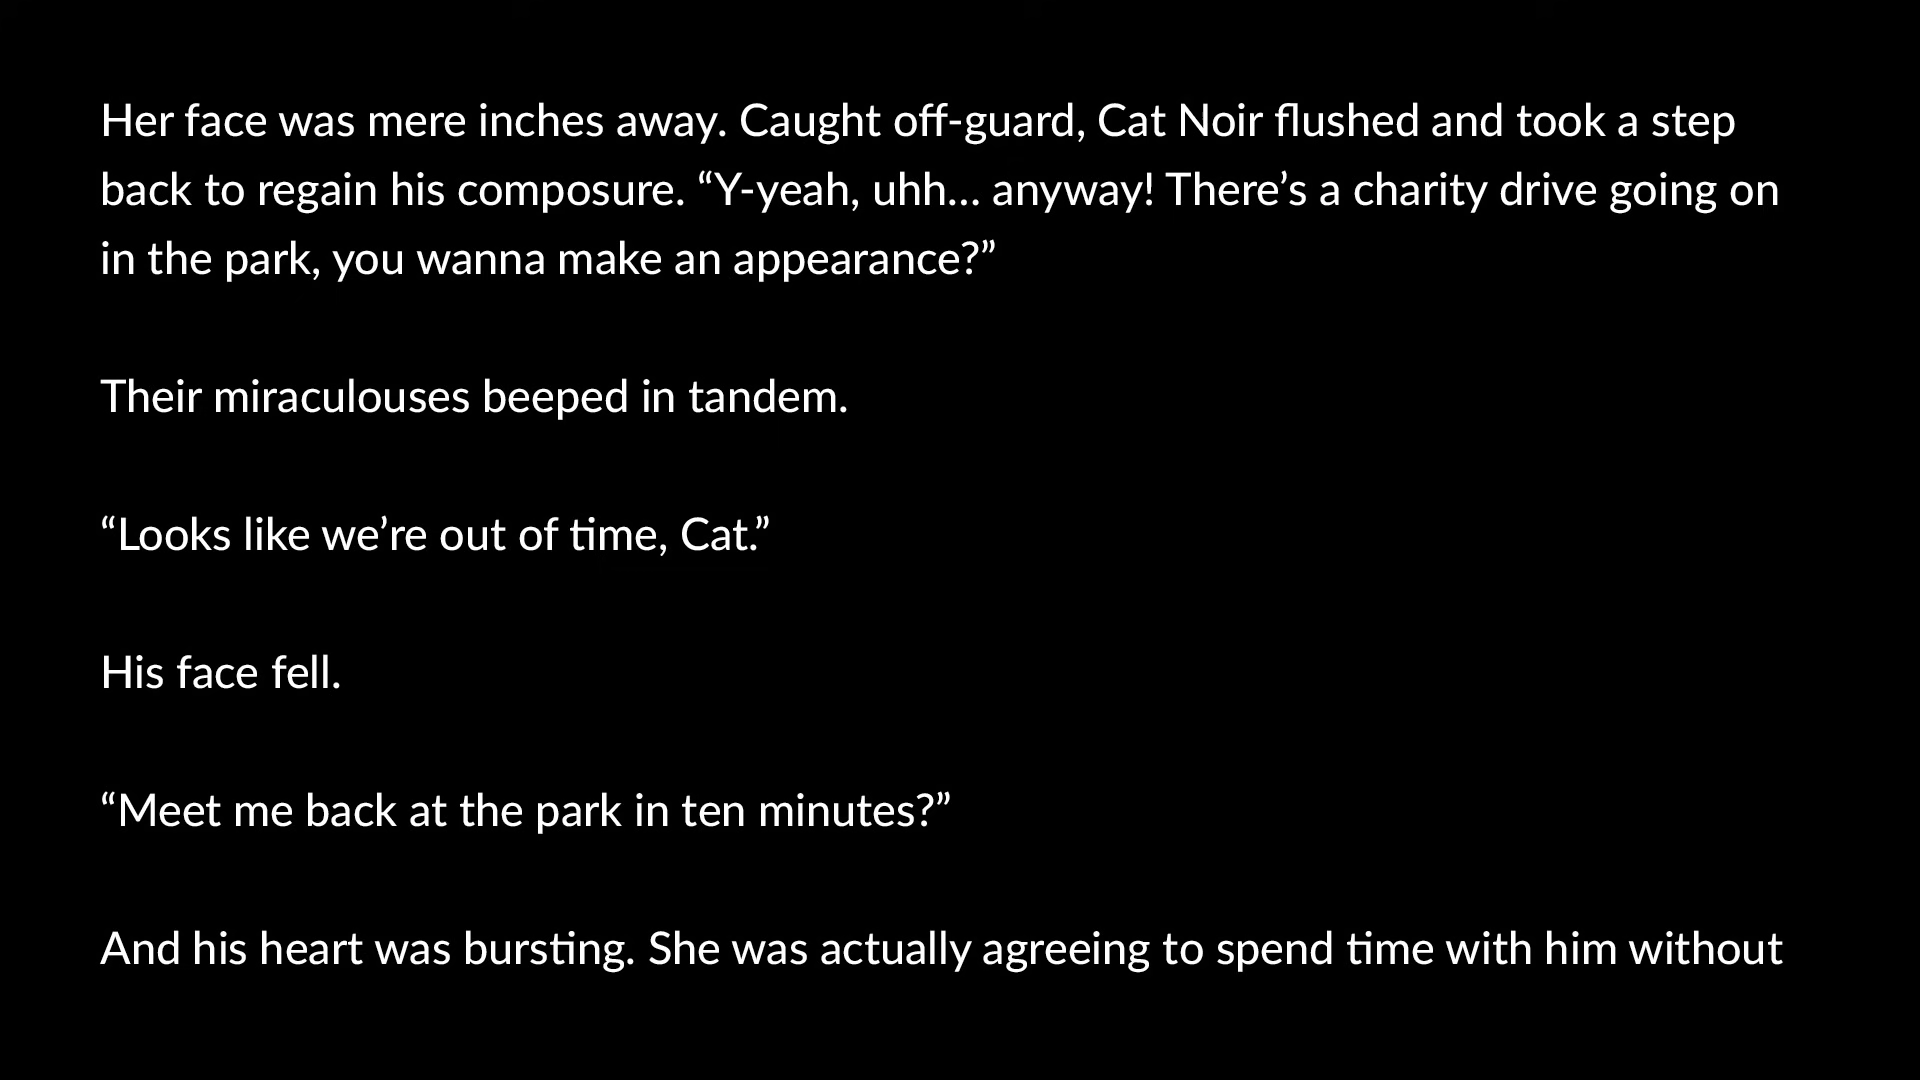 Her face was mere inches away. Caught off-guard, Cat Noir flushed and took a step
back to regain his composure. “Y-yeah, uhh… anyway! There’s a charity drive going on
in the park, you wanna make an appearance?”
Their miraculouses beeped in tandem.
“Looks like we’re out of time, Cat.”
His face fell.
“Meet me back at the park in ten minutes?”
And his heart was bursting. She was actually agreeing to spend time with him without